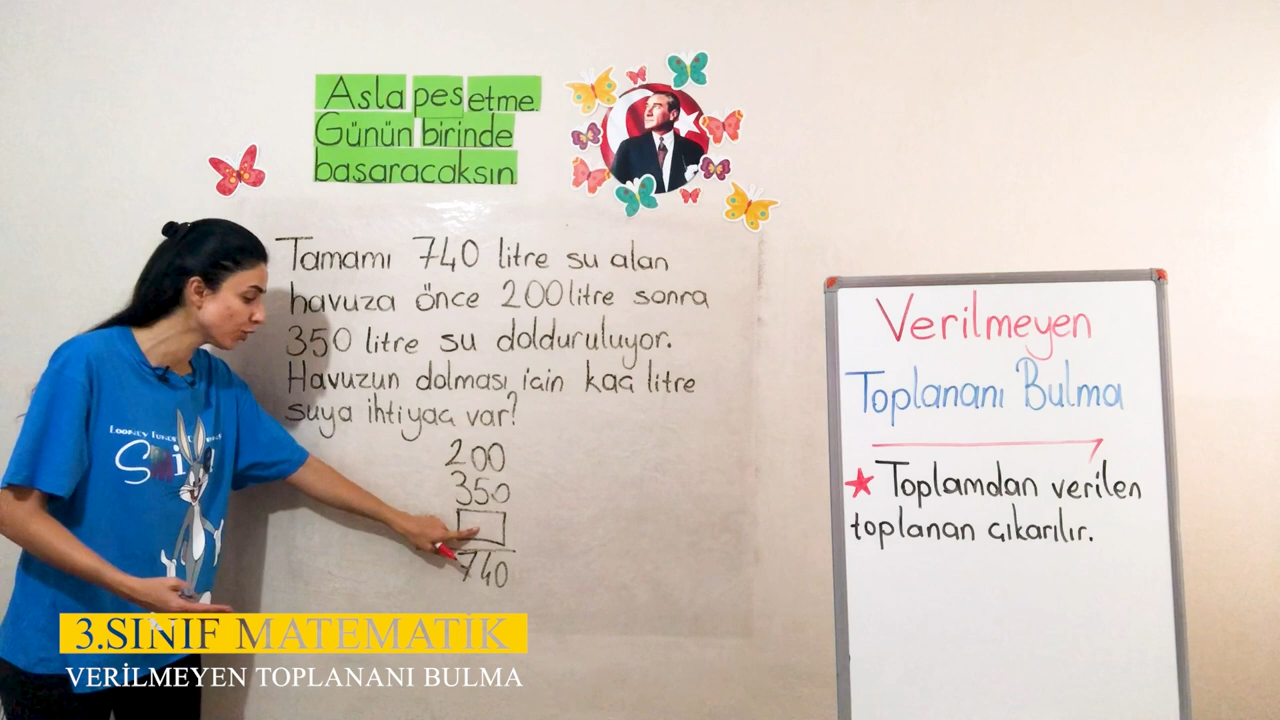 Asla pes etme.
Günün birinde
başaracaksın
Tamamı 740 litre su alan
havuza önce 200 litre sonra
350 litre su dolduruluyor.
Havuzun dolması için kaç litre
suya ihtiyaç var?
200
350
740
Verilmeyen
Toplananı Bulma
★ Toplamdan verilen
toplanan çıkarılır.
3.SINIF MATEMATİK
VERİLMEYEN TOPLANANI BULMA